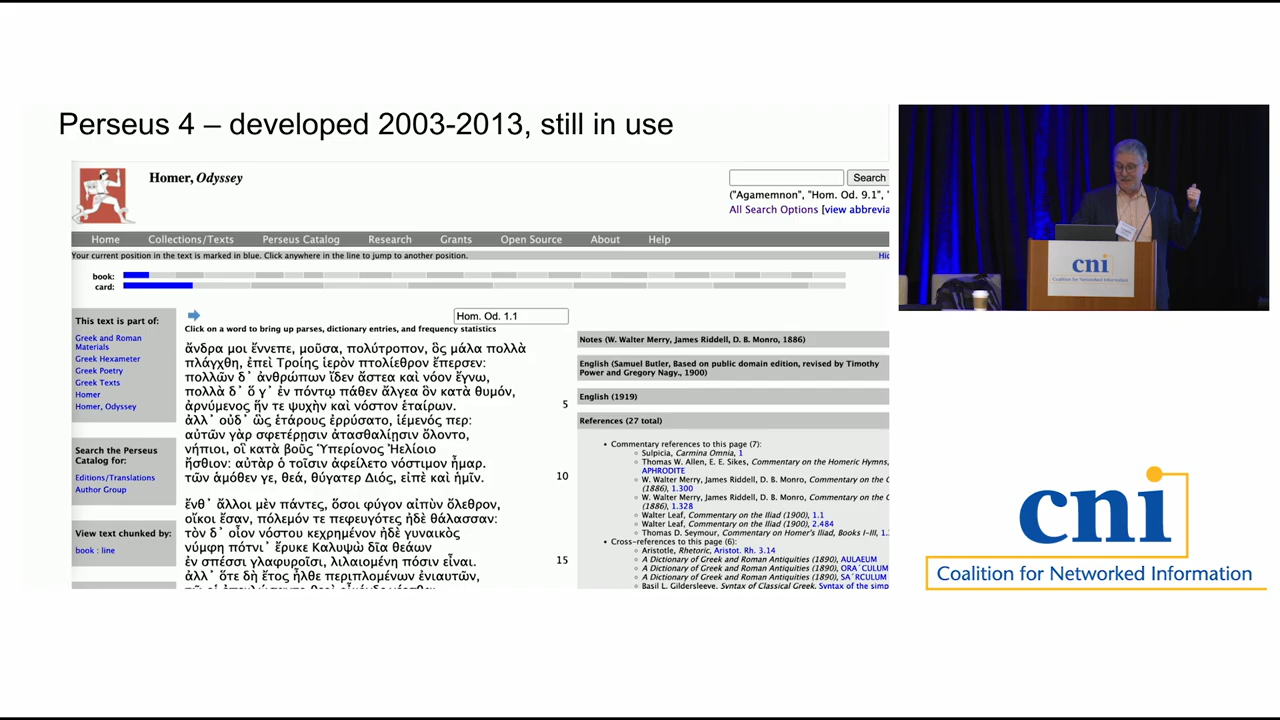 Perseus 4 – developed 2003-2013, still in use
Homer, Odyssey
Search
("Agamemnon", "Hom. Od. 9.1", "
All Search Options [view abbrevia
Home Collections/Texts Perseus Catalog Research Grants Open Source About Help
Your current position in the text is marked in blue. Click anywhere in the line to jump to another position.
Hid
book:
card:
This text is part of:
Greek and Roman
Materials
Greek Hexameter
Greek Poetry
Greek Texts
Homer
Homer, Odyssey
Search the Perseus
Catalog for:
Editions/Translations
Author Group
View text chunked by:
book : line
Hom. Od. 1.1
Click on a word to bring up parses, dictionary entries, and frequency statistics
ἄνδρα μοι ἔννεπε, μοῦσα, πολύτροπον, ὃς μάλα πολλὰ
πλάγχθη, ἐπεὶ Τροίης ἱερὸν πτολίεθρον ἔπερσεν:
πολλῶν δ᾽ ἀνθρώπων ἴδεν ἄστεα καὶ νόον ἔγνω,
πολλὰ δ᾽ ὅ γ᾽ ἐν πόντῳ πάθεν ἄλγεα ὃν κατὰ θυμόν,
ἀρνύμενος ἥν τε ψυχὴν καὶ νόστον ἑταίρων. 5
ἀλλ᾽ οὐδ᾽ ὣς ἑτάρους ἐρρύσατο, ἱέμενός περ:
αὐτῶν γὰρ σφετέρῃσιν ἀτασθαλίῃσιν ὄλοντο,
νήπιοι, οἳ κατὰ βοῦς Ὑπερίονος Ἠελίοιο
ἤσθιον: αὐτὰρ ὁ τοῖσιν ἀφείλετο νόστιμον ἦμαρ.
τῶν ἁμόθεν γε, θεά, θύγατερ Διός, εἰπὲ καὶ ἡμῖν. 10
ἔνθ᾽ ἄλλοι μὲν πάντες, ὅσοι φύγον αἰπὺν ὄλεθρον,
οἴκοι ἔσαν, πόλεμόν τε πεφευγότες ἠδὲ θάλασσαν:
τὸν δ᾽ οἶον νόστου κεχρημένον ἠδὲ γυναικὸς
νύμφη πότνι᾽ ἔρυκε Καλυψὼ δῖα θεάων
ἐν σπέσσι γλαφυροῖσι, λιλαιομένη πόσιν εἶναι. 15
ἀλλ᾽ ὅτε δὴ ἔτος ἦλθε περιπλομένων ἐνιαυτῶν,
Notes (W. Walter Merry, James Riddell, D. B. Monro, 1886)
English (Samuel Butler, Based on public domain edition, revised by Timothy
Power and Gregory Nagy., 1900)
English (1919)
References (27 total)
Commentary references to this page (7):
Sulpicia, Carmina Omnia, 1
Thomas W. Allen, E. E. Sikes, Commentary on the Homeric Hymns,
APHRODITE
W. Walter Merry, James Riddell, D. B. Monro, Commentary on the O
(1886), 1.300
W. Walter Merry, James Riddell, D. B. Monro, Commentary on the O
(1886), 1.328
Walter Leaf, Commentary on the Iliad (1900), 1.1
Walter Leaf, Commentary on the Iliad (1900), 2.484
Thomas D. Seymour, Commentary on Homer's Iliad, Books I-III, 1.
Cross-references to this page (6):
Aristotle, Rhetoric, Aristot. Rh. 3.14
A Dictionary of Greek and Roman Antiquities (1890), AULAEUM
A Dictionary of Greek and Roman Antiquities (1890), ORA´CULUM
A Dictionary of Greek and Roman Antiquities (1890), SA´RCULUM
Basil L. Gildersleeve, Syntax of Classical Greek, Syntax of the simp
cni
Coalition for Networked Information
cni
Coalition for Networked Information